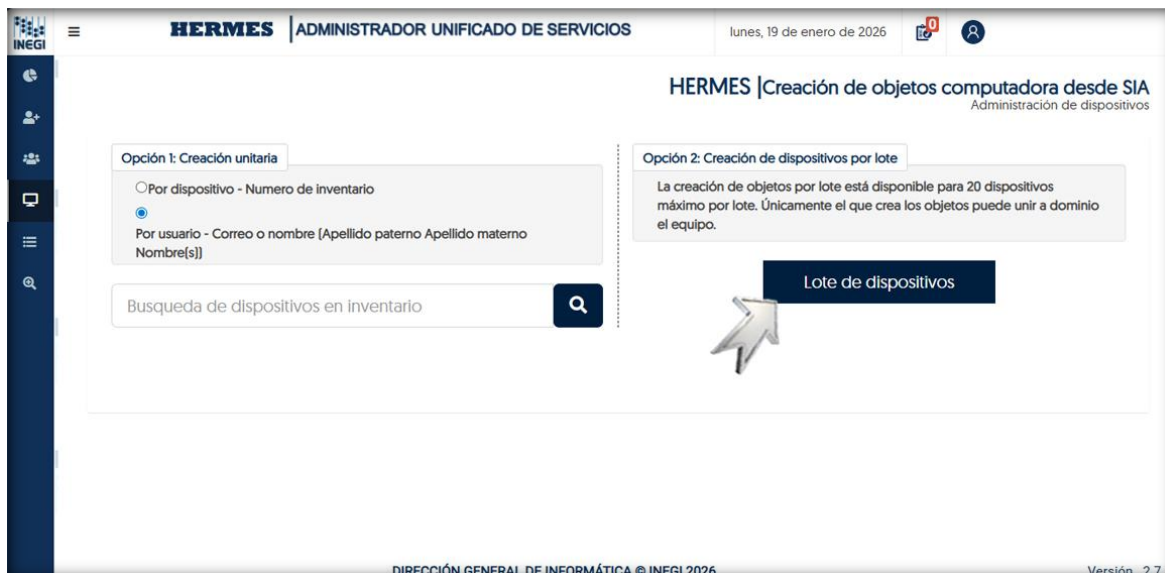 INEGI
HERMES | ADMINISTRADOR UNIFICADO DE SERVICIOS
lunes, 19 de enero de 2026
0
HERMES |Creación de objetos computadora desde SIA
Administración de dispositivos
Opción 1: Creación unitaria
Por dispositivo - Numero de inventario
Por usuario - Correo o nombre (Apellido paterno Apellido materno
Nombre(s))
Busqueda de dispositivos en inventario
Opción 2: Creación de dispositivos por lote
La creación de objetos por lote está disponible para 20 dispositivos
máximo por lote. Únicamente el que crea los objetos puede unir a dominio
el equipo.
Lote de dispositivos
DIRECCIÓN GENERAL DE INFORMÁTICA © INEGI 2026
Versión 2.7